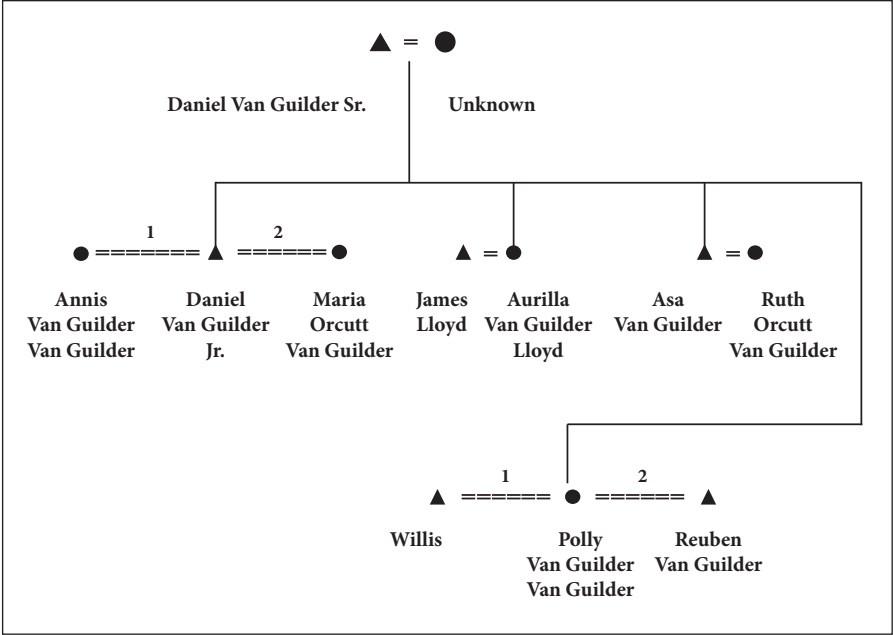 Daniel Van Guilder Sr.
Unknown
1
2
Annis
Van Guilder
Van Guilder
Daniel
Van Guilder
Jr.
Maria
Orcutt
Van Guilder
James
Lloyd
Aurilla
Van Guilder
Lloyd
Asa
Van Guilder
Ruth
Orcutt
Van Guilder
1
2
Willis
Polly
Van Guilder
Van Guilder
Reuben
Van Guilder